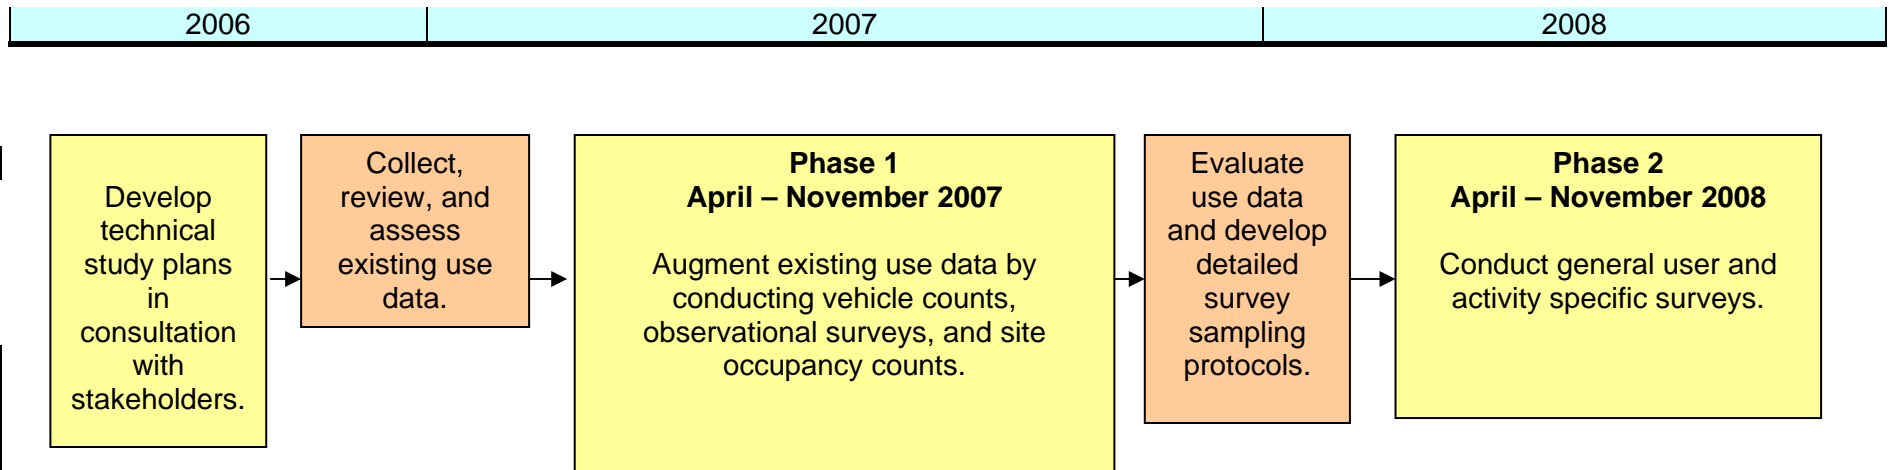 2006
2007
2008
Develop
technical
study plans
in
consultation
with
stakeholders.
Collect,
review, and
assess
existing use
data.
Phase 1
April – November 2007
Augment existing use data by
conducting vehicle counts,
observational surveys, and site
occupancy counts.
Evaluate
use data
and develop
detailed
survey
sampling
protocols.
Phase 2
April – November 2008
Conduct general user and
activity specific surveys.